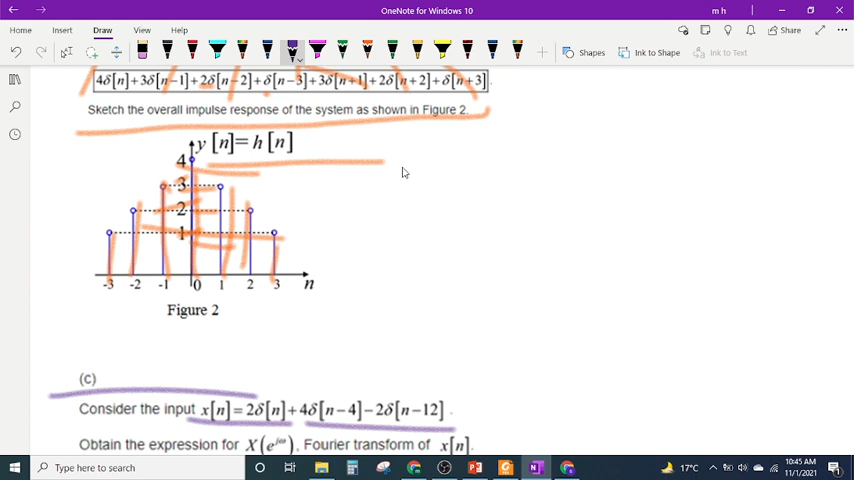 OneNote for Windows 10
m h
Home Insert Draw History Review View Help Share
Shapes Ink to Shape Ink to Text
4δ[n]+3δ[n−1]+2δ[n−2]+δ[n−3]+3δ[n+1]+2δ[n+2]+δ[n+3].
Sketch the overall impulse response of the system as shown in Figure 2.
y[n]= h[n]
4
3
2
1
-3 -2 -1 0 1 2 3 n
Figure 2
(c)
Consider the input x[n]=2δ[n]+4δ[n−4]−2δ[n−12].
Obtain the expression for X(e^{jω}), Fourier transform of x[n].
Type here to search
17°C
10:45 AM
11/1/2021